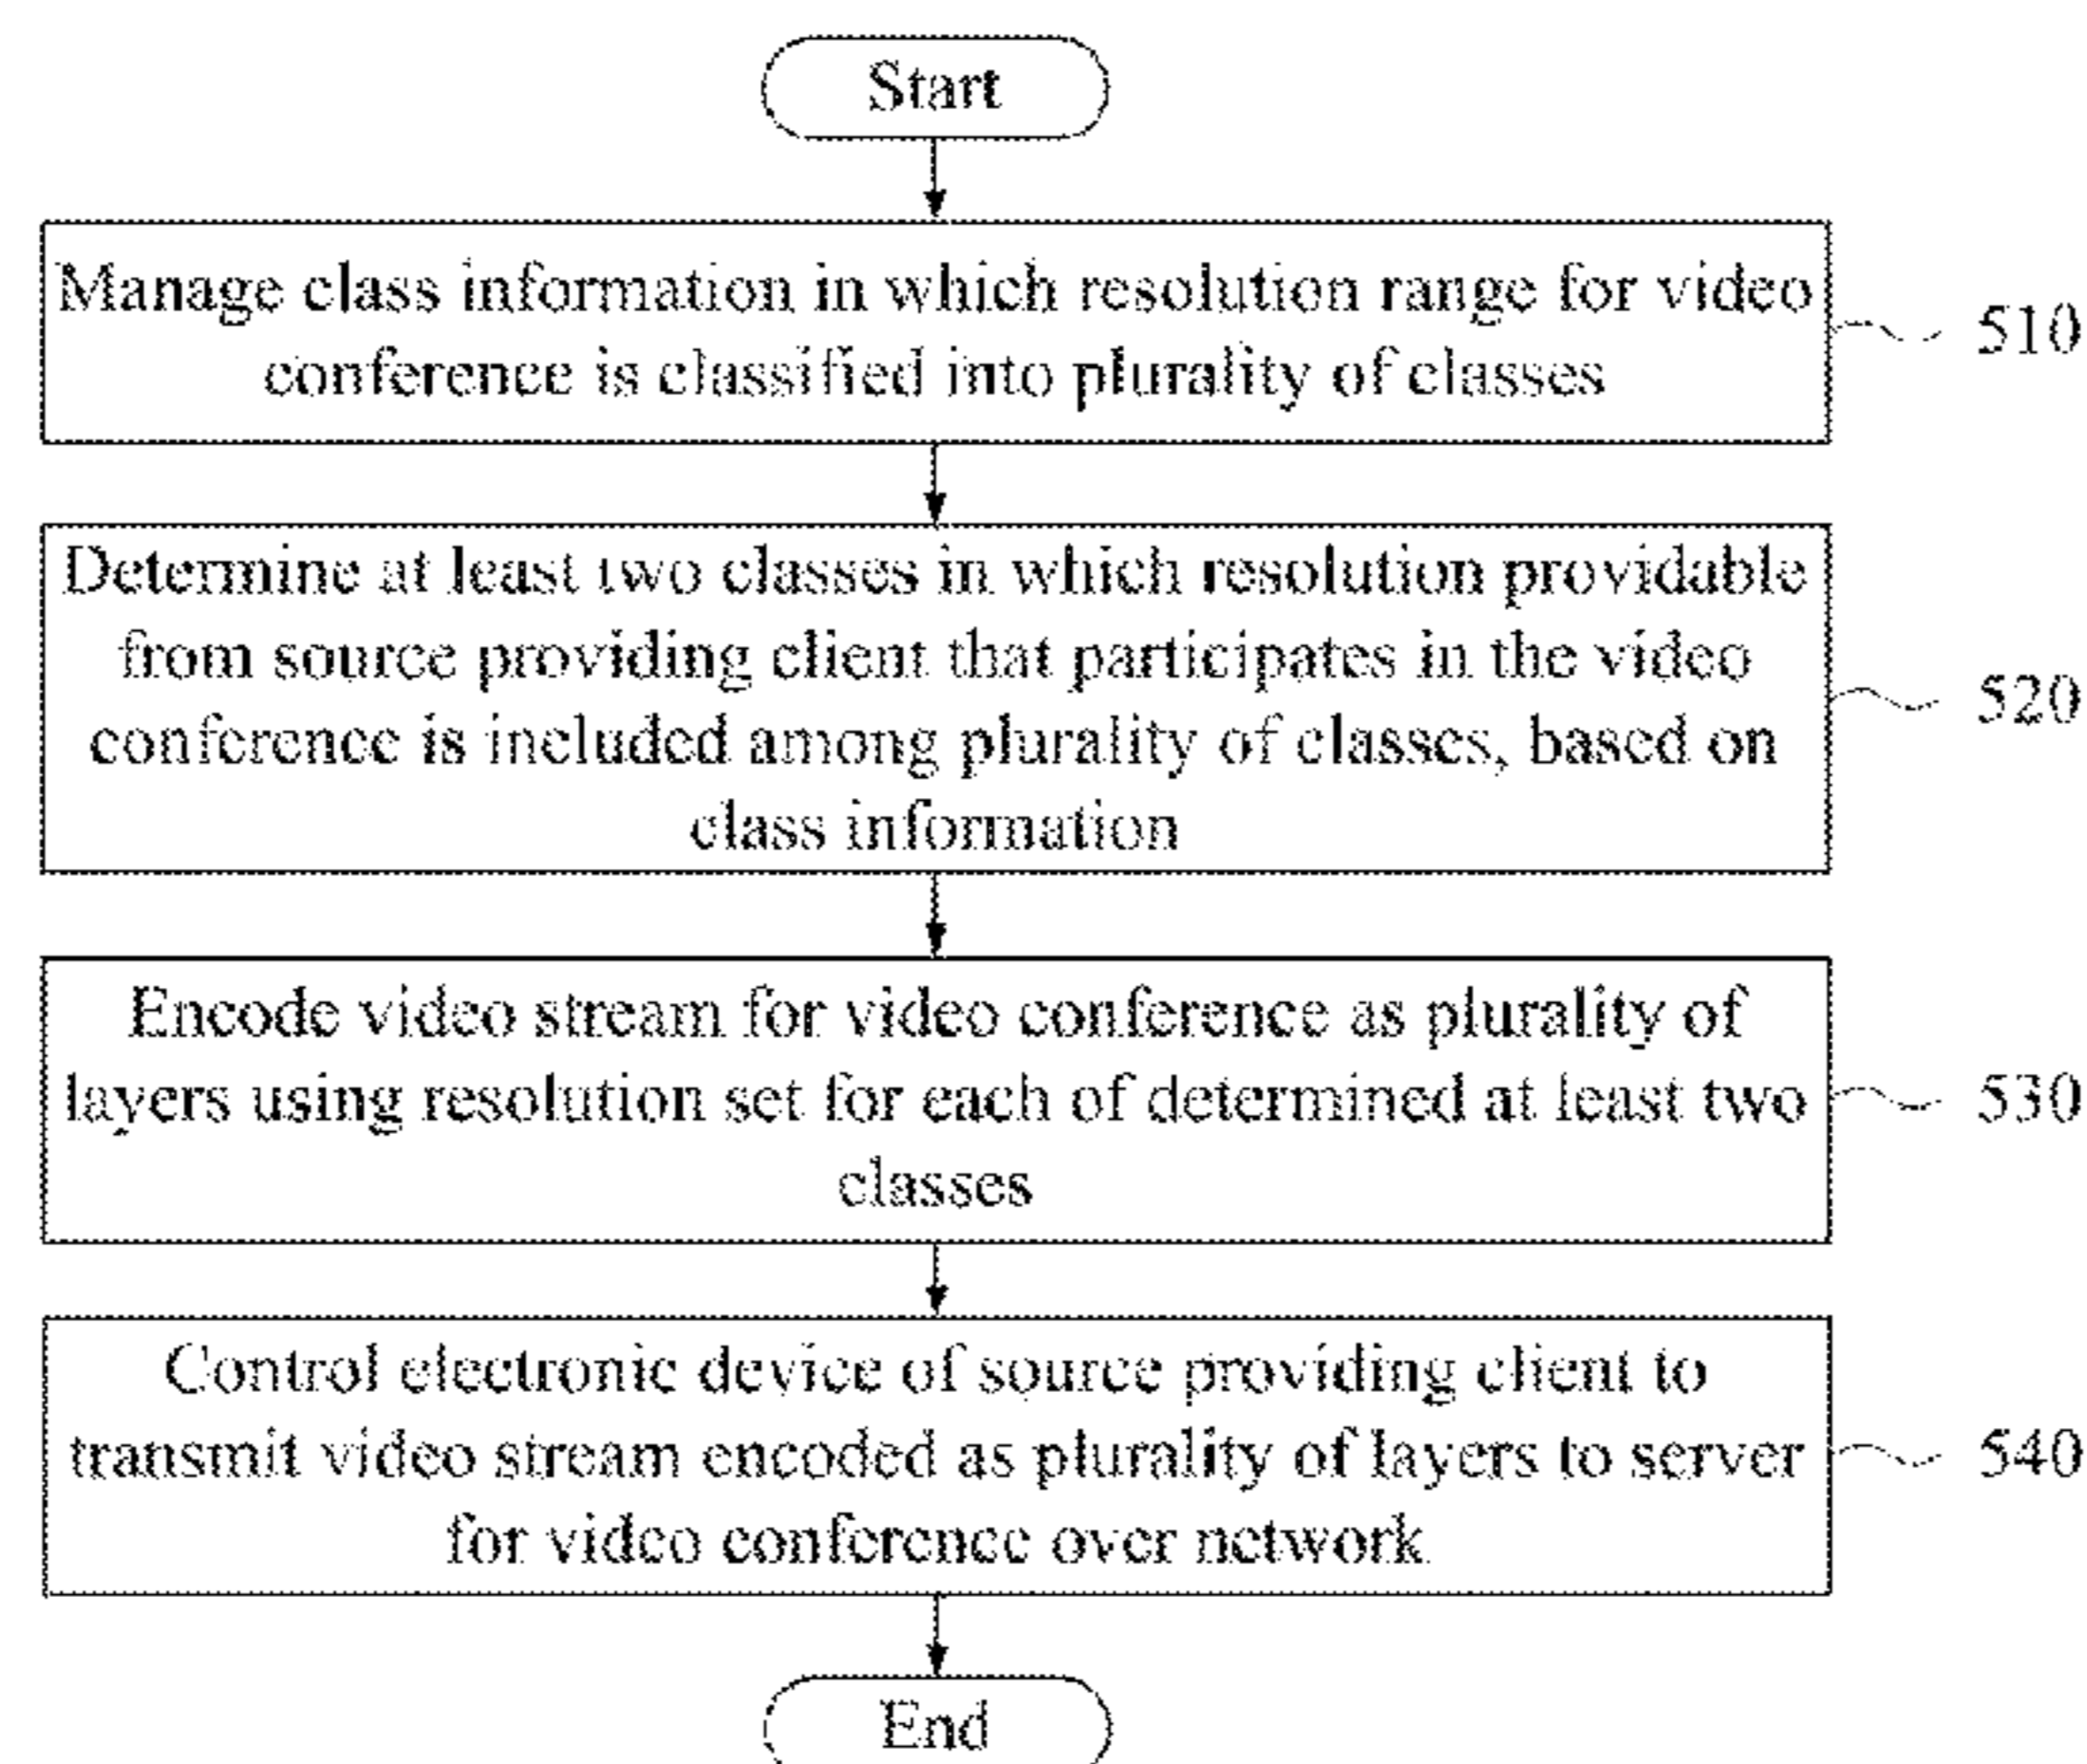 Start
Manage class information in which resolution range for video
conference is classified into plurality of classes
510
Determine at least two classes in which resolution providable
from source providing client that participates in the video
conference is included among plurality of classes, based on
class information
520
Encode video stream for video conference as plurality of
layers using resolution set for each of determined at least two
classes
530
Control electronic device of source providing client to
transmit video stream encoded as plurality of layers to server
for video conference over network
540
End